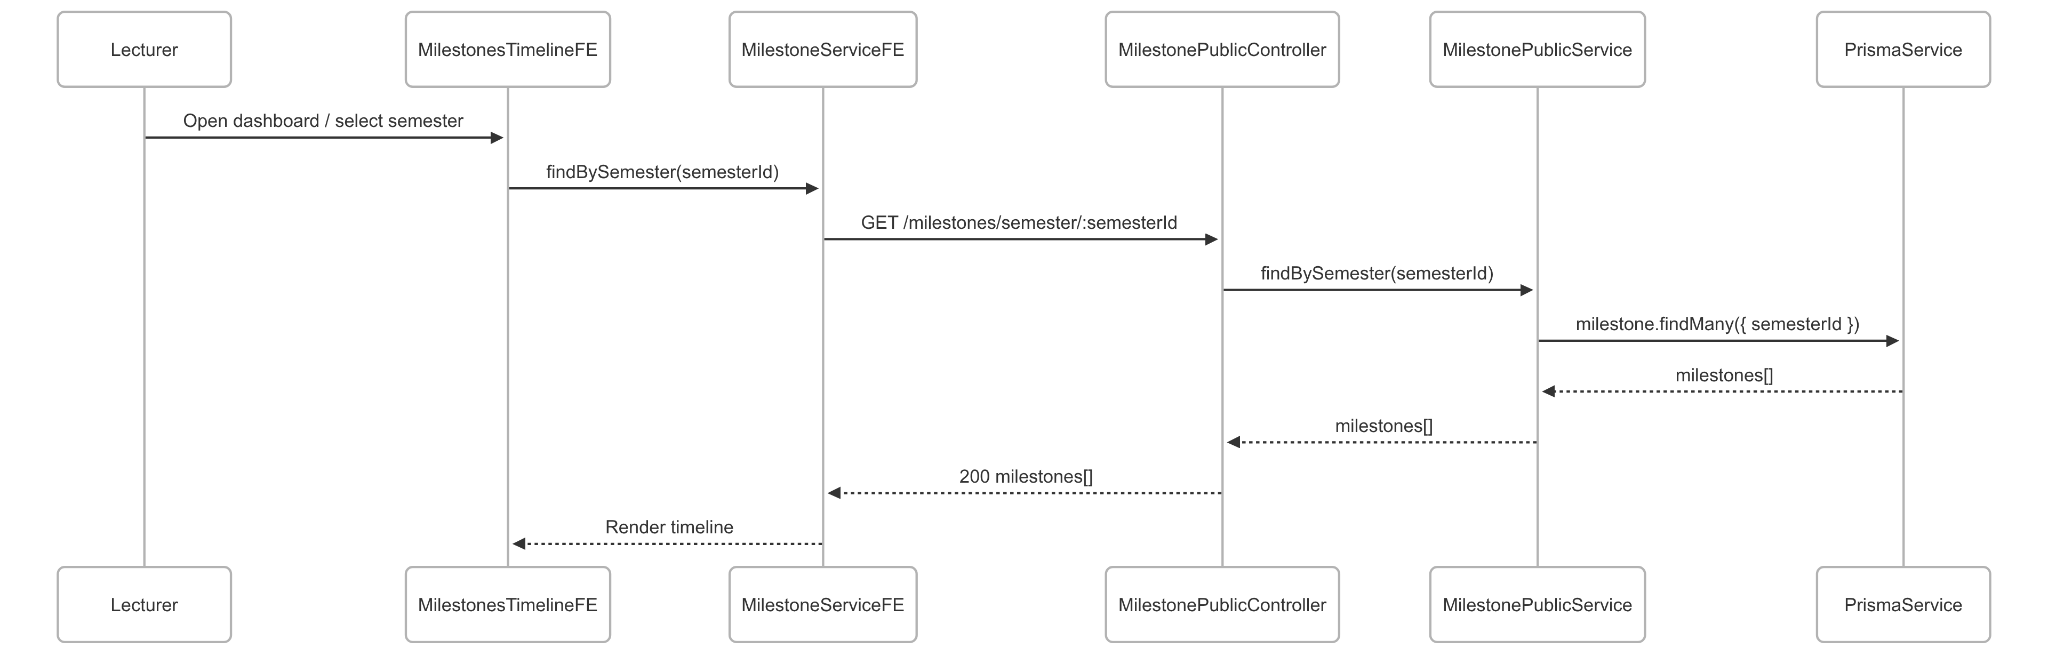 Lecturer
MilestonesTimelineFE
MilestoneServiceFE
MilestonePublicController
MilestonePublicService
PrismaService
Open dashboard / select semester
findBySemester(semesterId)
GET /milestones/semester/:semesterId
findBySemester(semesterId)
milestone.findMany({ semesterId })
milestones[]
milestones[]
200 milestones[]
Render timeline
Lecturer
MilestonesTimelineFE
MilestoneServiceFE
MilestonePublicController
MilestonePublicService
PrismaService